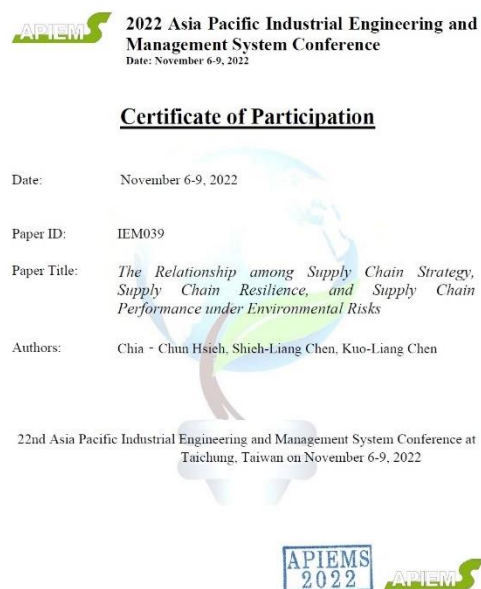 APIEMS
2022 Asia Pacific Industrial Engineering and
Management System Conference
Date: November 6-9, 2022
Certificate of Participation
Date: November 6-9, 2022
Paper ID: IEM039
Paper Title: The Relationship among Supply Chain Strategy,
Supply Chain Resilience, and Supply Chain
Performance under Environmental Risks
Authors: Chia - Chun Hsieh, Shieh-Liang Chen, Kuo-Liang Chen
22nd Asia Pacific Industrial Engineering and Management System Conference at
Taichung, Taiwan on November 6-9, 2022
APIEMS
2022
APIEMS